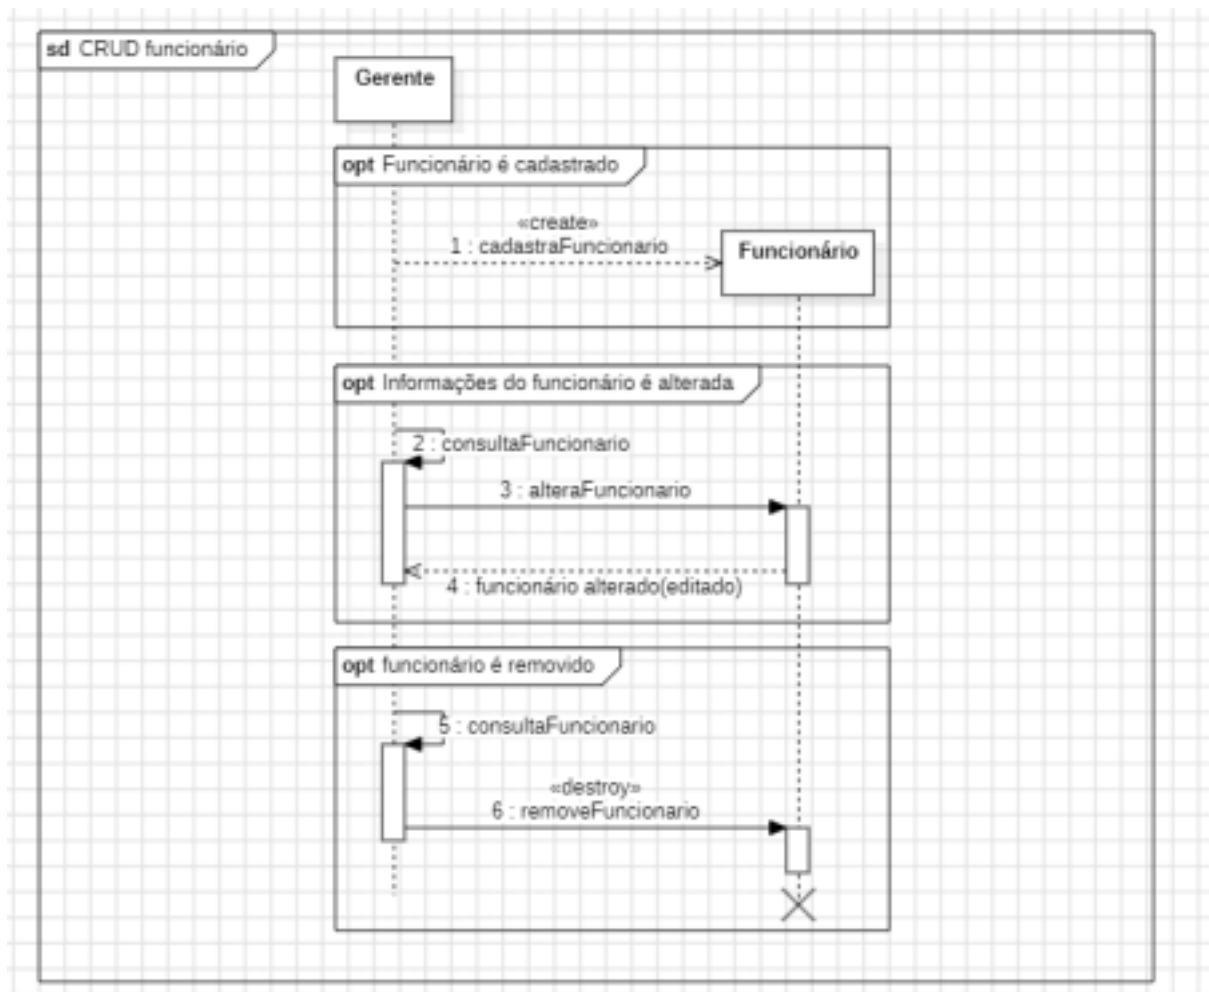 sd CRUD funcionário
Gerente
opt Funcionário é cadastrado
«create»
1 : cadastraFuncionario
Funcionário
opt Informações do funcionário é alterada
2 : consultaFuncionario
3 : alteraFuncionario
4 : funcionário alterado(editado)
opt funcionário é removido
5 : consultaFuncionario
«destroy»
6 : removeFuncionario